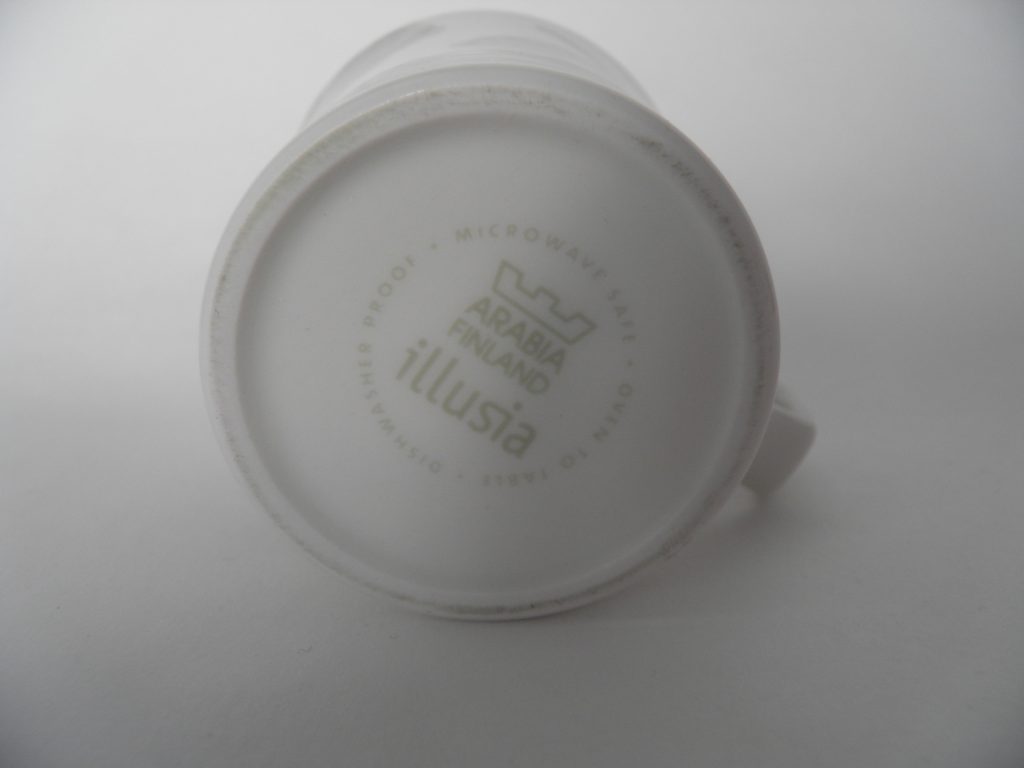 MICROWAVE SAFE • OVEN TO TABLE • DISHWASHER PROOF •
ARABIA
FINLAND
illusia